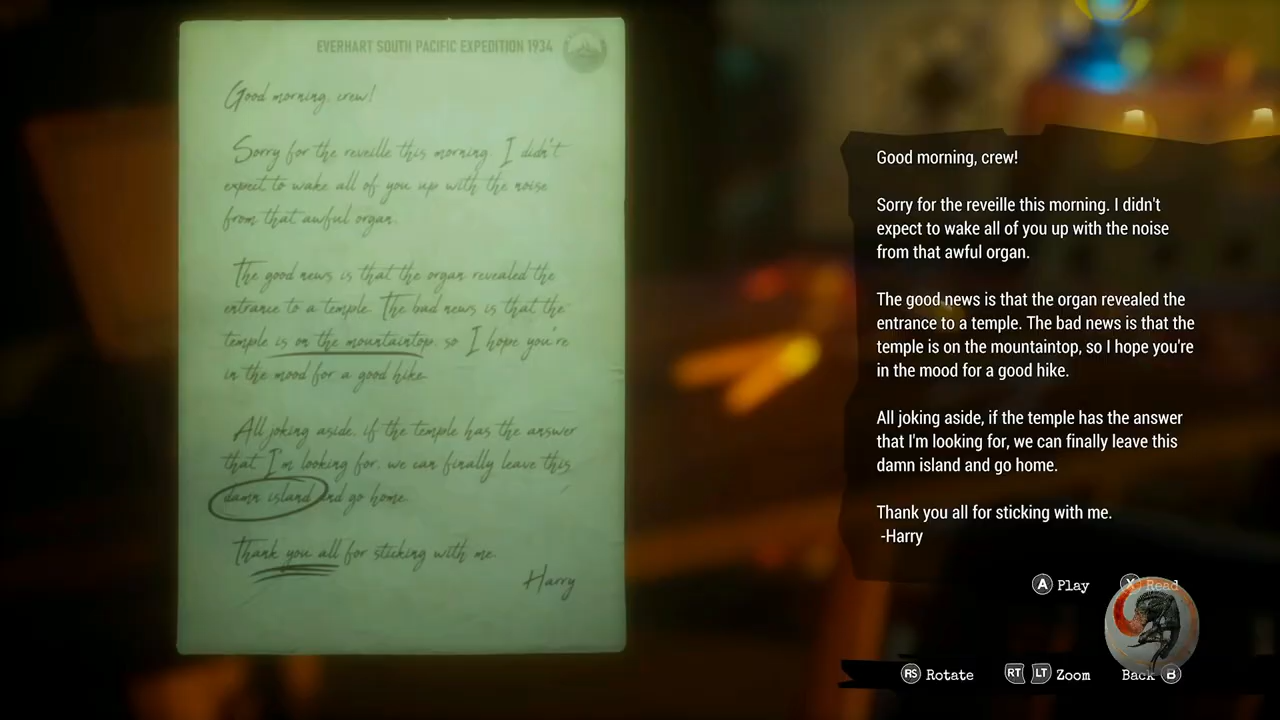 EVERHART SOUTH PACIFIC EXPEDITION 1934
Good morning, crew!
Sorry for the reveille this morning. I didn't
expect to wake all of you up with the noise
from that awful organ.
The good news is that the organ revealed the
entrance to a temple. The bad news is that the
temple is on the mountaintop, so I hope you're
in the mood for a good hike.
All joking aside, if the temple has the answer
that I'm looking for, we can finally leave this
damn island and go home.
Thank you all for sticking with me.
Harry
Good morning, crew!
Sorry for the reveille this morning. I didn't
expect to wake all of you up with the noise
from that awful organ.
The good news is that the organ revealed the
entrance to a temple. The bad news is that the
temple is on the mountaintop, so I hope you're
in the mood for a good hike.
All joking aside, if the temple has the answer
that I'm looking for, we can finally leave this
damn island and go home.
Thank you all for sticking with me.
-Harry
A Play X Read
RS Rotate RT LT Zoom Back B